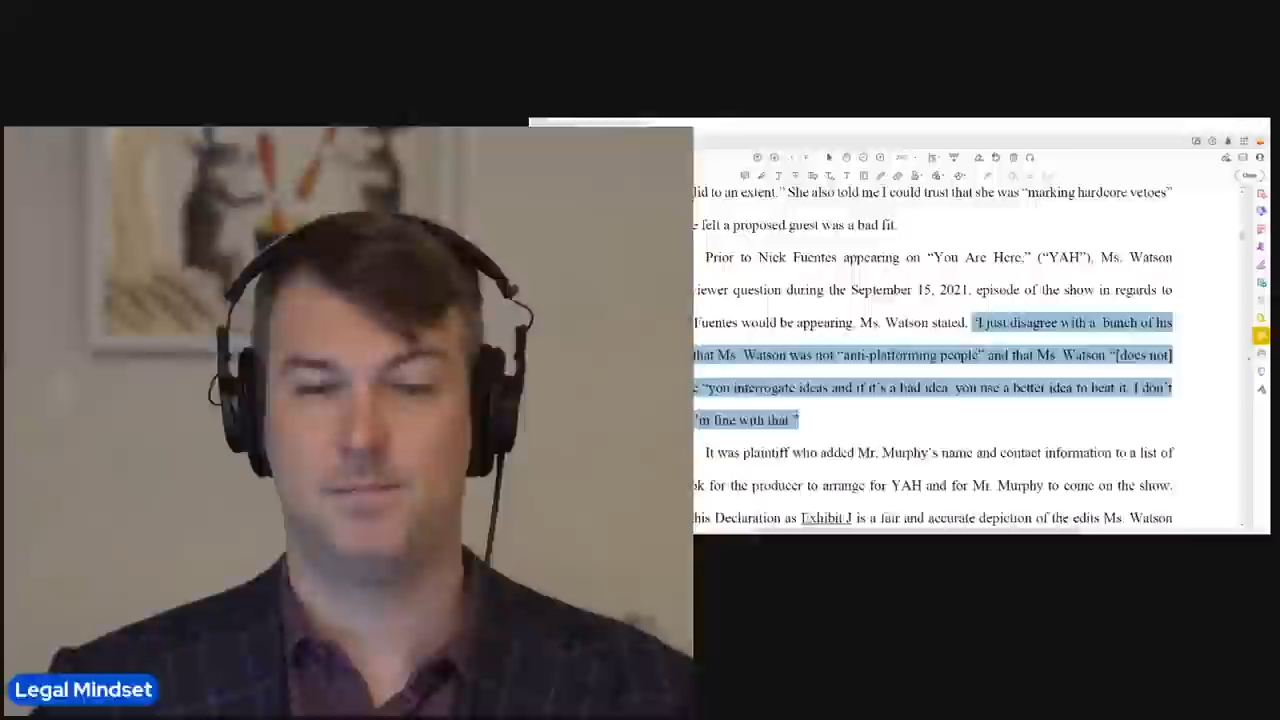 to an extent." She also told me I could trust that she was "marking hardcore vetoes"
felt a proposed guest was a bad fit.
Prior to Nick Fuentes appearing on "You Are Here," ("YAH"), Ms. Watson
question during the September 15, 2021, episode of the show in regards to
Fuentes would be appearing, Ms. Watson stated, "I just disagree with a bunch of his
that Ms. Watson was not "anti-platforming people" and that Ms. Watson "[does not]
"you interrogate ideas and if it's a bad idea you use a better idea to beat it. I don't
'm fine with that."
It was plaintiff who added Mr. Murphy's name and contact information to a list of
for the producer to arrange for YAH and for Mr. Murphy to come on the show.
his Declaration as Exhibit J is a fair and accurate depiction of the edits Ms. Watson
Legal Mindset